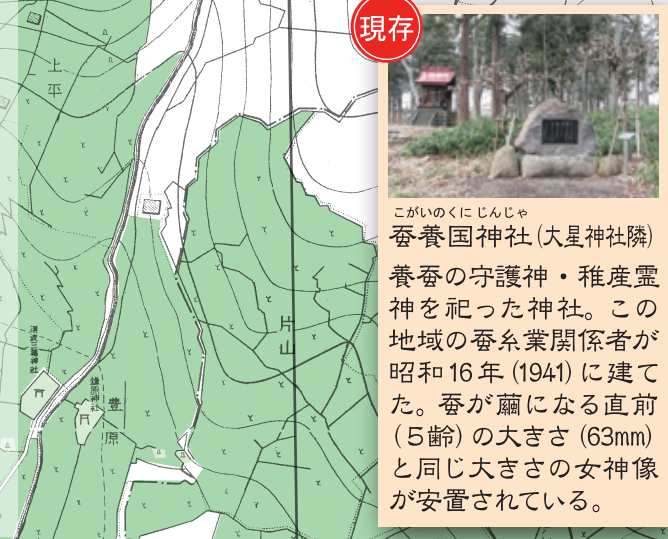 現存
上平
こがいのくに じんじゃ
蚕養国神社(大星神社隣)
養蚕の守護神・稚産霊
神を祀った神社。この
地域の蚕糸業関係者が
昭和16年(1941)に建て
た。蚕が繭になる直前
(5齢)の大きさ(63mm)
と同じ大きさの女神像
が安置されている。
片山
豊原